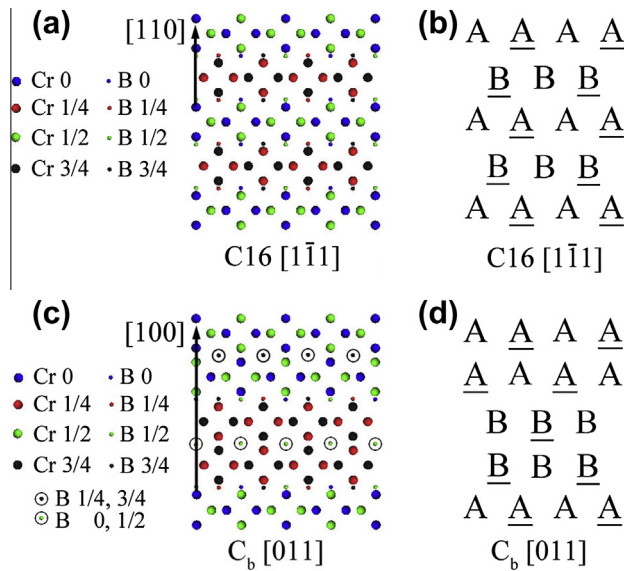 (a)
[110]
Cr 0 B 0
Cr 1/4 B 1/4
Cr 1/2 B 1/2
Cr 3/4 B 3/4
C16 [11̄1]
(b)
A A A A
B B B
A A A A
B B B
A A A A
C16 [11̄1]
(c)
[100]
Cr 0 B 0
Cr 1/4 B 1/4
Cr 1/2 B 1/2
Cr 3/4 B 3/4
B 1/4, 3/4
B 0, 1/2
C_b [011]
(d)
A A A A
A A A A
B B B
B B B
A A A A
C_b [011]